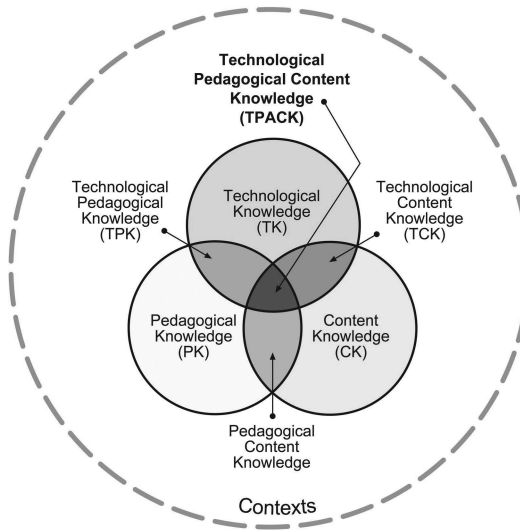 Technological
Pedagogical Content
Knowledge
(TPACK)
Technological
Pedagogical
Knowledge
(TPK)
Technological
Knowledge
(TK)
Technological
Content
Knowledge
(TCK)
Pedagogical
Knowledge
(PK)
Content
Knowledge
(CK)
Pedagogical
Content
Knowledge
Contexts